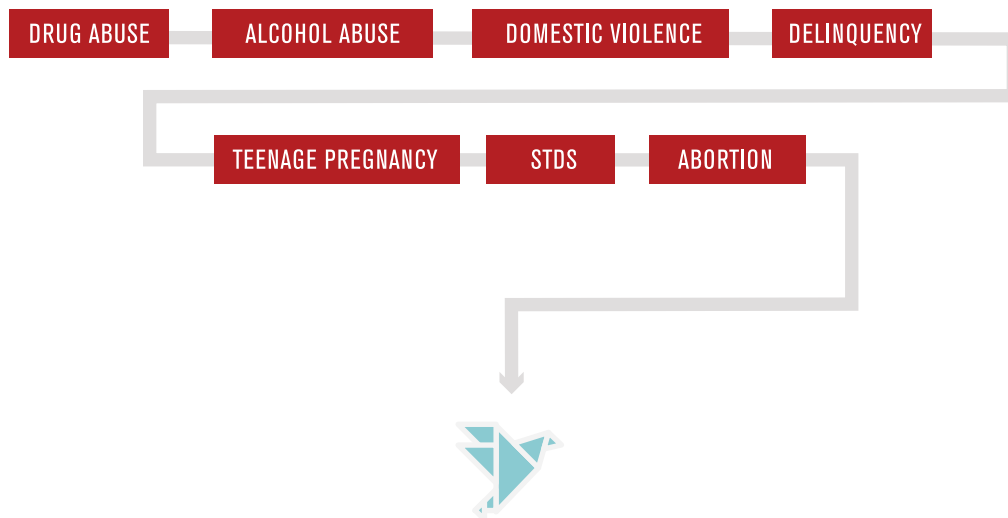 DRUG ABUSE ALCOHOL ABUSE DOMESTIC VIOLENCE DELINQUENCY
TEENAGE PREGNANCY STDS ABORTION